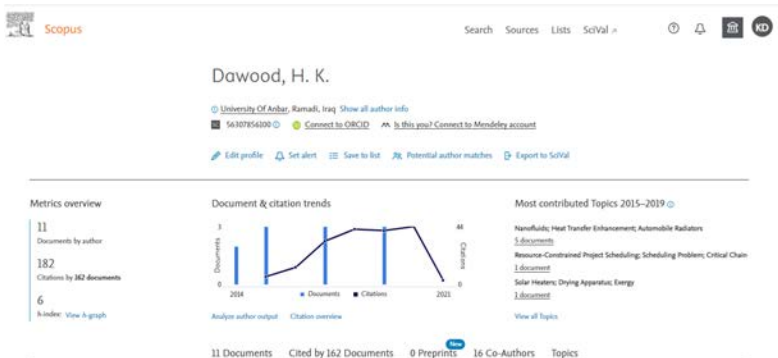 Scopus
Search Sources Lists SciVal ↗
KD
Dawood, H. K.
University Of Anbar, Ramadi, Iraq Show all author info
56307856100 Connect to ORCID Is this you? Connect to Mendeley account
Edit profile Set alert Save to list Potential author matches Export to SciVal
Metrics overview
11
Documents by author
182
Citations by 162 documents
6
h-index: View h-graph
Document & citation trends
3
44
Documents
Citations
0
0
2014
2021
Documents Citations
Analyze author output Citation overview
Most contributed Topics 2015–2019
Nanofluids; Heat Transfer Enhancement; Automobile Radiators
5 documents
Resource-Constrained Project Scheduling; Scheduling Problem; Critical Chain
1 document
Solar Heaters; Drying Apparatus; Exergy
1 document
View all Topics
New
11 Documents Cited by 162 Documents 0 Preprints 16 Co-Authors Topics